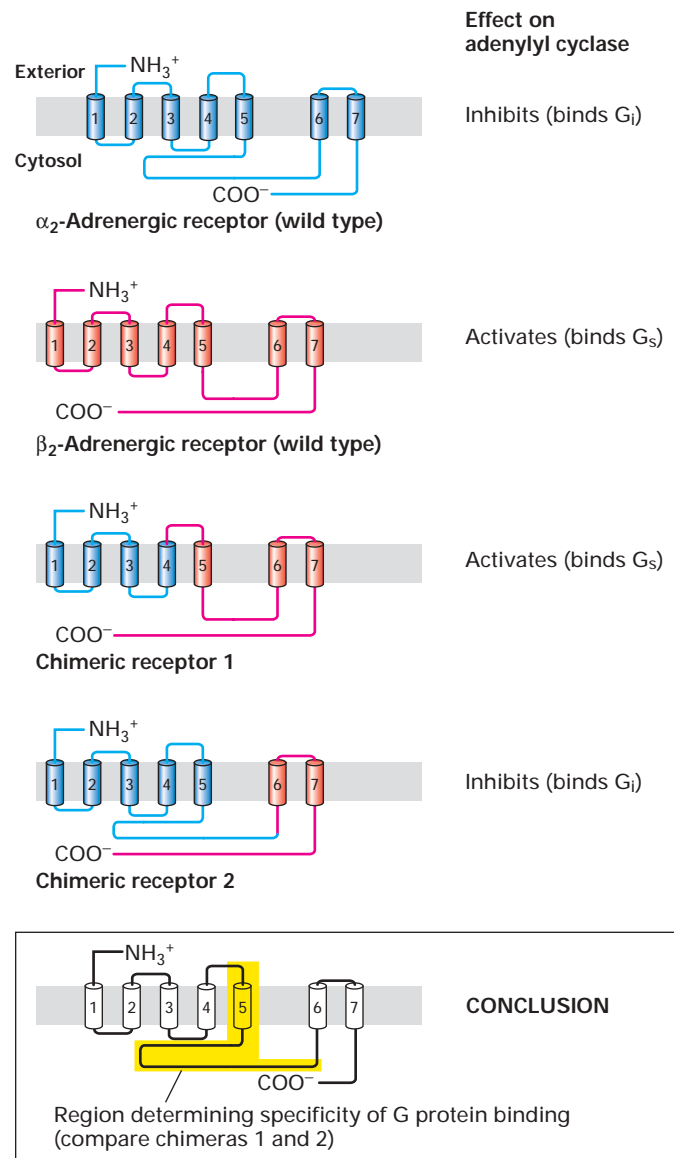 Effect on
adenylyl cyclase
Exterior
NH₃⁺
1 2 3 4 5 6 7
Inhibits (binds Gᵢ)
Cytosol
COO⁻
α₂-Adrenergic receptor (wild type)
NH₃⁺
1 2 3 4 5 6 7
Activates (binds Gₛ)
COO⁻
β₂-Adrenergic receptor (wild type)
NH₃⁺
1 2 3 4 5 6 7
Activates (binds Gₛ)
COO⁻
Chimeric receptor 1
NH₃⁺
1 2 3 4 5 6 7
Inhibits (binds Gᵢ)
COO⁻
Chimeric receptor 2
NH₃⁺
1 2 3 4 5 6 7
CONCLUSION
COO⁻
Region determining specificity of G protein binding
(compare chimeras 1 and 2)